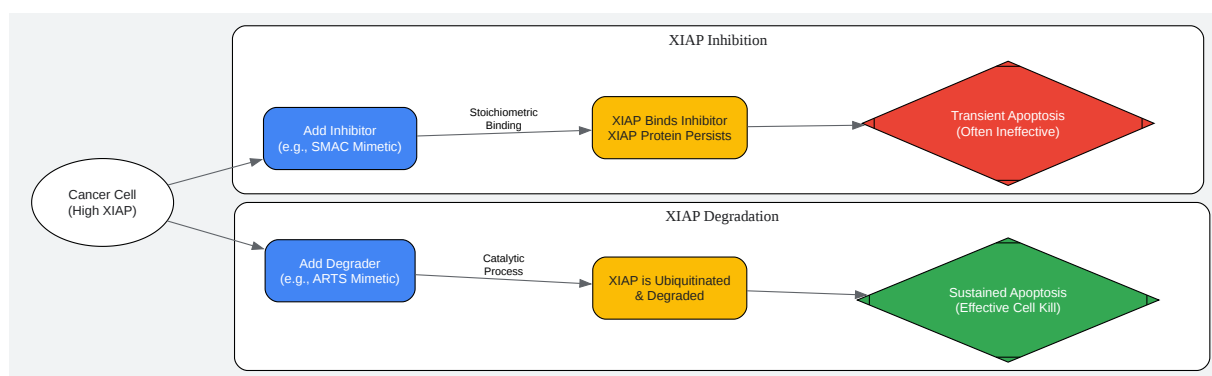 XIAP Inhibition
Cancer Cell
(High XIAP)
Add Inhibitor
(e.g., SMAC Mimetic)
Stoichiometric
Binding
XIAP Binds Inhibitor
XIAP Protein Persists
Transient Apoptosis
(Often Ineffective)
XIAP Degradation
Add Degrader
(e.g., ARTS Mimetic)
Catalytic
Process
XIAP is Ubiquitinated
& Degraded
Sustained Apoptosis
(Effective Cell Kill)